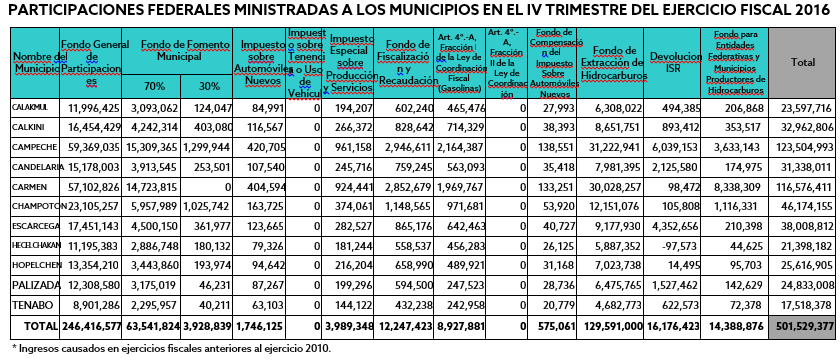 PARTICIPACIONES FEDERALES MINISTRADAS A LOS MUNICIPIOS EN EL IV TRIMESTRE DEL EJERCICIO FISCAL 2016
Nombre del Municipio Fondo General de Participaciones Fondo de Fomento Municipal 70% 30% Impuesto sobre Automóviles Nuevos Impuesto sobre Tenencia o Uso de Vehícul Impuesto Especial sobre Producción y Servicios Fondo de Fiscalización y Recaudación Art. 4°.-A, Fracción I de la Ley de Coordinación Fiscal (Gasolinas) Art. 4°.-A, Fracción II de la Ley de Coordinación Fondo de Compensación del Impuesto Sobre Automóviles Nuevos Fondo de Extracción de Hidrocarburos Devolucion ISR Fondo para Entidades Federativas y Municipios Productores de Hidrocarburos Total
CALAKMUL 11,996,425 3,093,062 124,047 84,991 0 194,207 602,240 465,476 0 27,993 6,308,022 494,385 206,868 23,597,716
CALKINI 16,454,429 4,242,314 403,080 116,567 0 266,372 828,642 714,329 0 38,393 8,651,751 893,412 353,517 32,962,806
CAMPECHE 59,369,035 15,309,365 1,299,944 420,705 0 961,158 2,946,611 2,164,387 0 138,551 31,222,941 6,039,153 3,633,143 123,504,993
CANDELARIA 15,178,003 3,913,545 253,501 107,540 0 245,716 759,245 563,093 0 35,418 7,981,395 2,125,580 174,975 31,338,011
CARMEN 57,102,826 14,723,815 0 404,594 0 924,441 2,852,679 1,969,767 0 133,251 30,028,257 98,472 8,338,309 116,576,411
CHAMPOTON 23,105,257 5,957,989 1,025,742 163,725 0 374,061 1,148,565 971,681 0 53,920 12,151,076 105,808 1,116,331 46,174,155
ESCARCEGA 17,451,143 4,500,150 361,977 123,665 0 282,527 865,176 642,463 0 40,727 9,177,930 4,352,656 210,398 38,008,812
HECELCHAKAN 11,195,383 2,886,748 180,132 79,326 0 181,244 558,537 456,283 0 26,125 5,887,352 -97,573 44,625 21,398,182
HOPELCHEN 13,354,210 3,443,860 193,974 94,642 0 216,204 658,990 489,921 0 31,168 7,023,738 14,495 95,703 25,616,905
PALIZADA 12,308,580 3,175,019 46,231 87,267 0 199,296 594,500 247,523 0 28,736 6,475,765 1,527,462 142,629 24,833,008
TENABO 8,901,286 2,295,957 40,211 63,103 0 144,122 432,238 242,958 0 20,779 4,682,773 622,573 72,378 17,518,378
TOTAL 246,416,577 63,541,824 3,928,839 1,746,125 0 3,989,348 12,247,423 8,927,881 0 575,061 129,591,000 16,176,423 14,388,876 501,529,377
* Ingresos causados en ejercicios fiscales anteriores al ejercicio 2010.